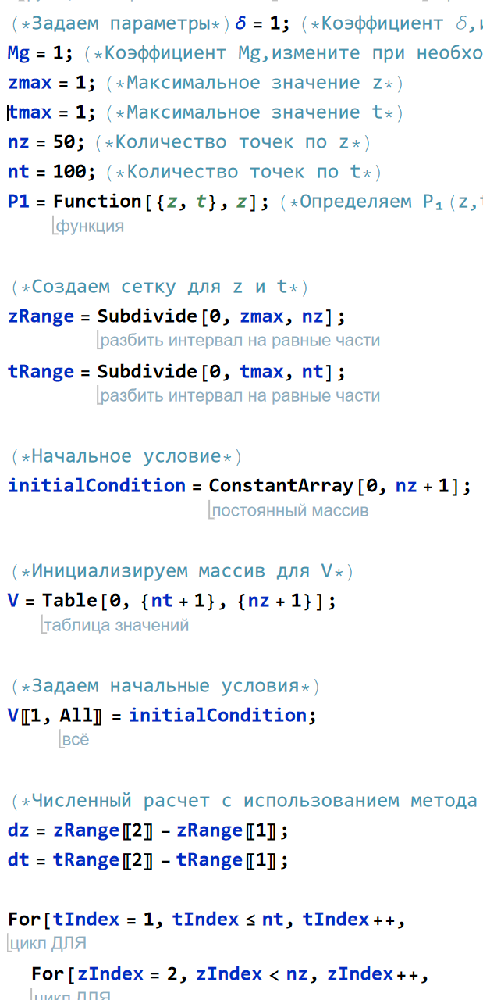 (*Задаем параметры*)δ = 1; (*Коэффициент δ,
Mg = 1; (*Коэффициент Mg,измените при необхо
zmax = 1; (*Максимальное значение z*)
tmax = 1; (*Максимальное значение t*)
nz = 50; (*Количество точек по z*)
nt = 100; (*Количество точек по t*)
P1 = Function[{z, t}, z]; (*Определяем P₁(z,
функция
(*Создаем сетку для z и t*)
zRange = Subdivide[0, zmax, nz];
разбить интервал на равные части
tRange = Subdivide[0, tmax, nt];
разбить интервал на равные части
(*Начальное условие*)
initialCondition = ConstantArray[0, nz + 1];
постоянный массив
(*Инициализируем массив для V*)
V = Table[0, {nt + 1}, {nz + 1}];
таблица значений
(*Задаем начальные условия*)
V〚1, All〛 = initialCondition;
всё
(*Численный расчет с использованием метода
dz = zRange〚2〛 - zRange〚1〛;
dt = tRange〚2〛 - tRange〚1〛;
For[tIndex = 1, tIndex ≤ nt, tIndex++,
цикл ДЛЯ
For[zIndex = 2, zIndex < nz, zIndex++,
цикл ДЛЯ